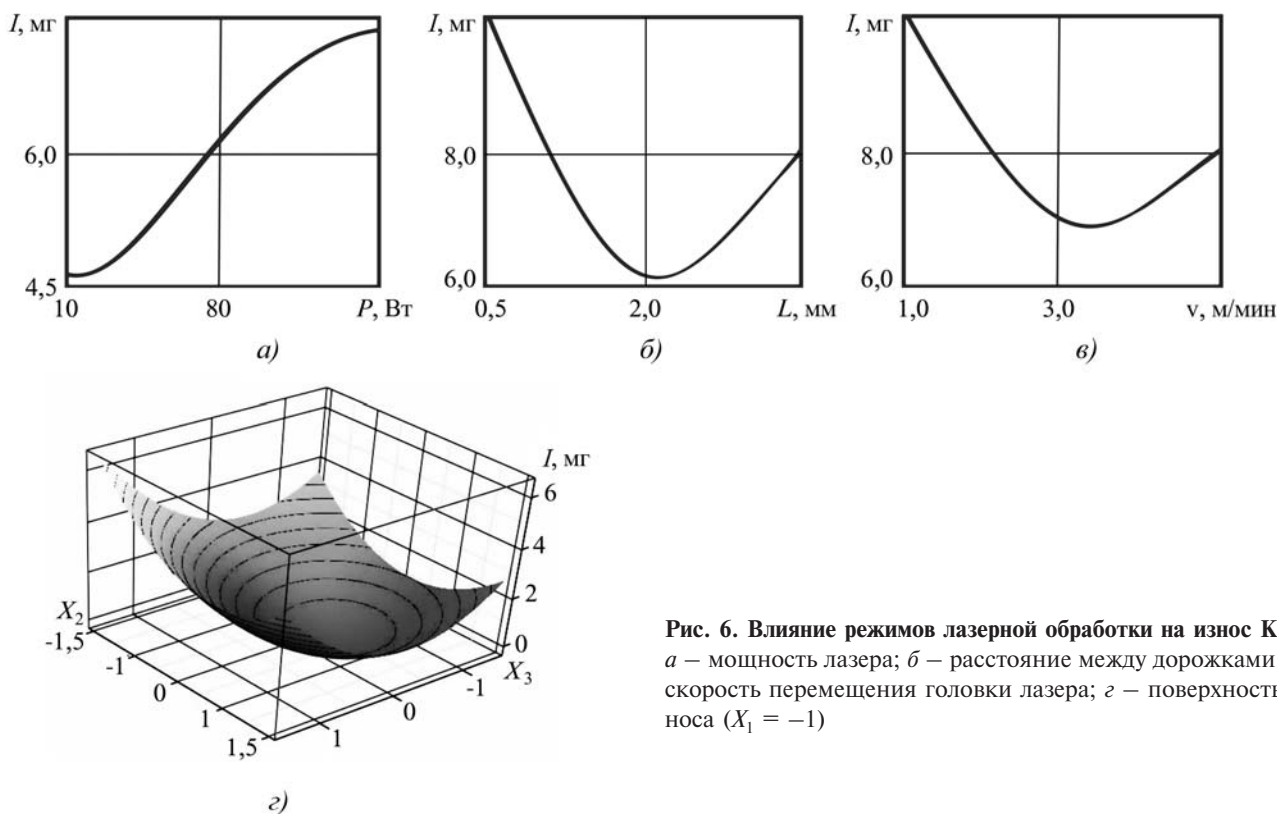 I, мг
6,0
4,5
10
80
P, Вт
а)
I, мг
8,0
6,0
0,5
2,0
L, мм
б)
I, мг
8,0
6,0
1,0
3,0
v, м/мин
в)
I, мг
6
4
2
0
X₂
-1,5
-1
0
1
1,5
X₃
-1
0
1
г)
Рис. 6. Влияние режимов лазерной обработки на износ К
а – мощность лазера; б – расстояние между дорожками
скорость перемещения головки лазера; г – поверхность
носа (X₁ = −1)